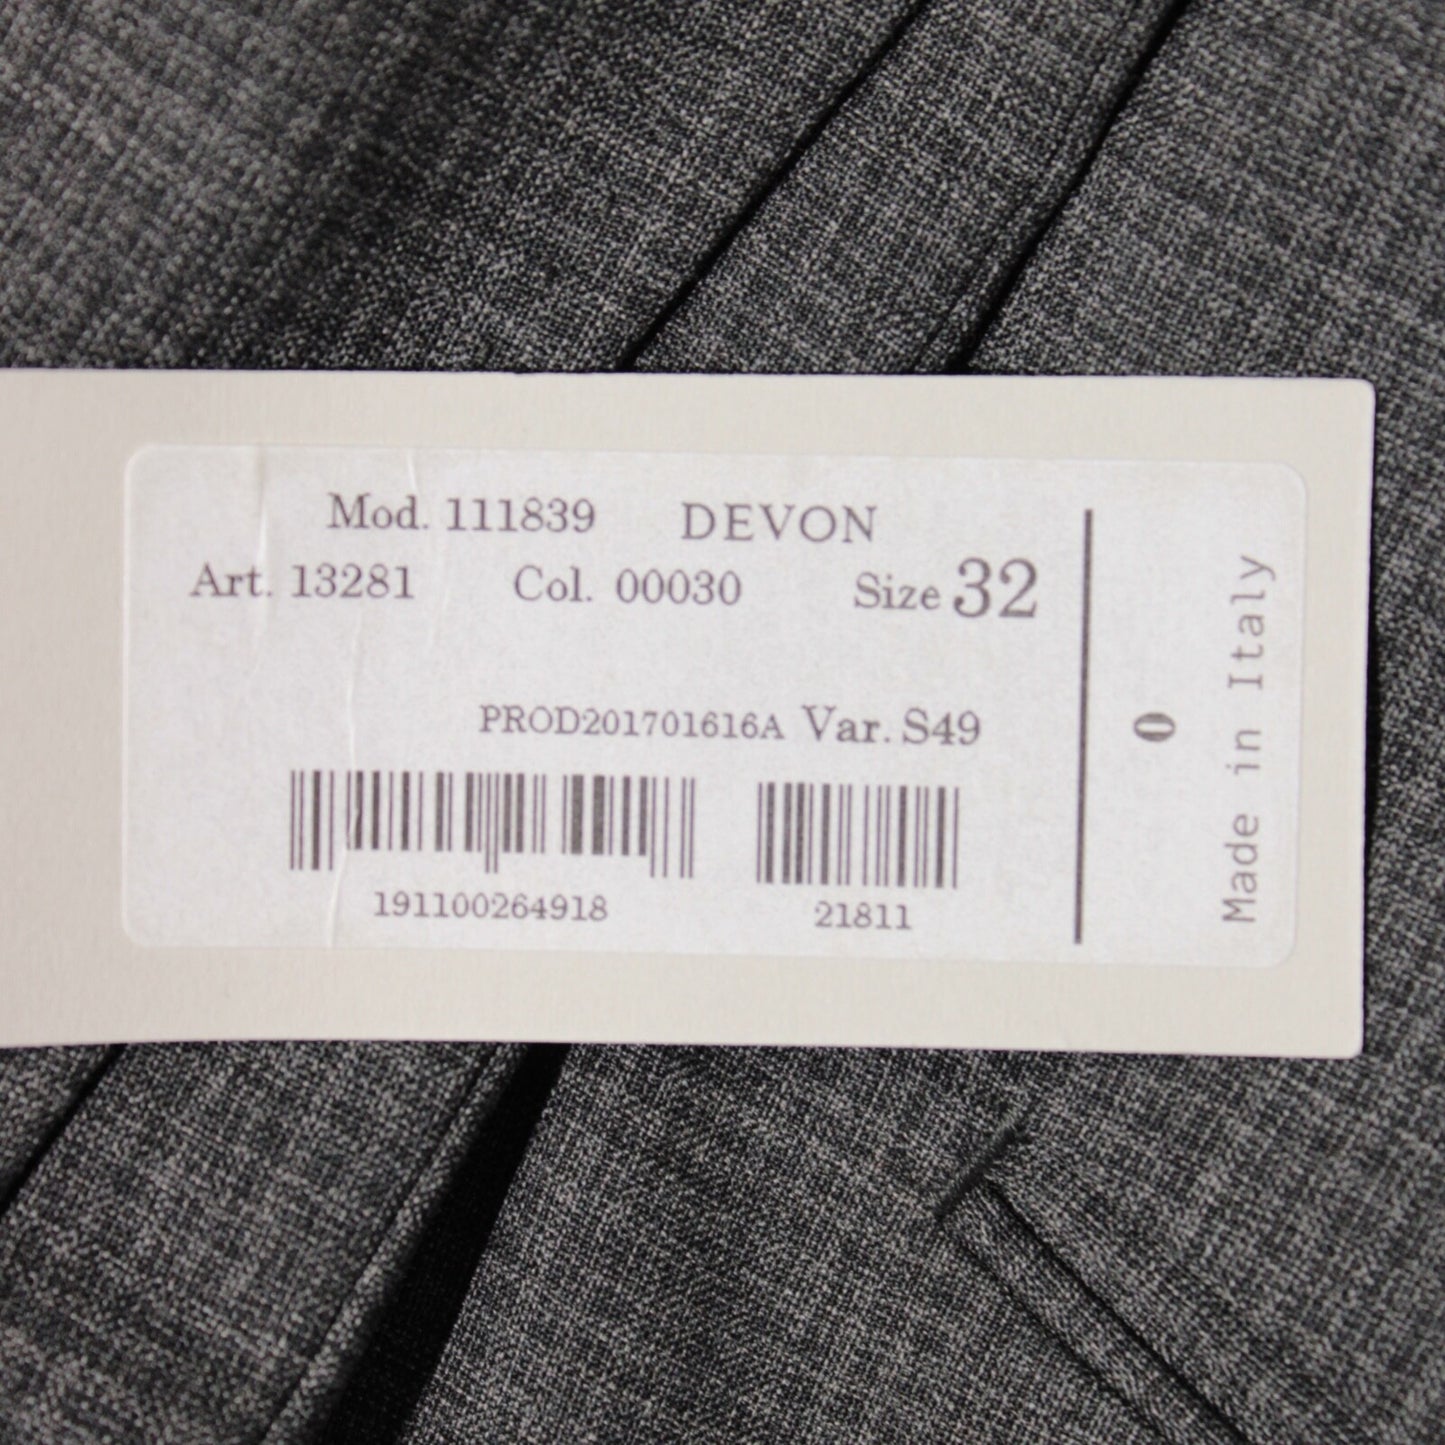 Mod. 111839 DEVON
Art. 13281 Col. 00030 Size 32
PROD201701616A Var. S49
191100264918 21811
0
Made in Italy